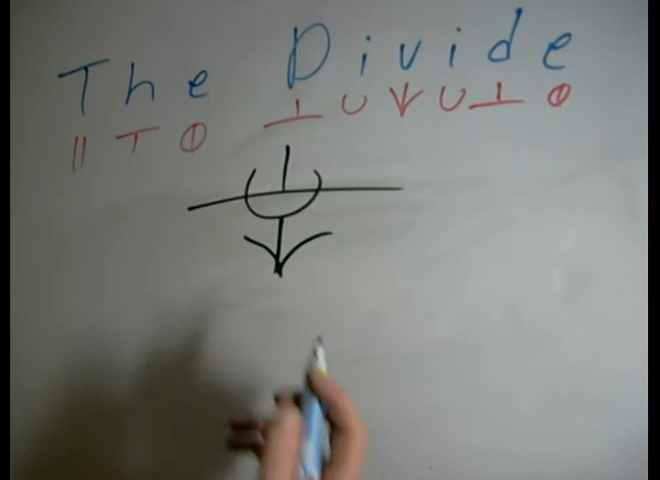 The Divide
|| ⊤ ⦶ ⊥ ∪ ↓ ∪ ⊥ ⦶